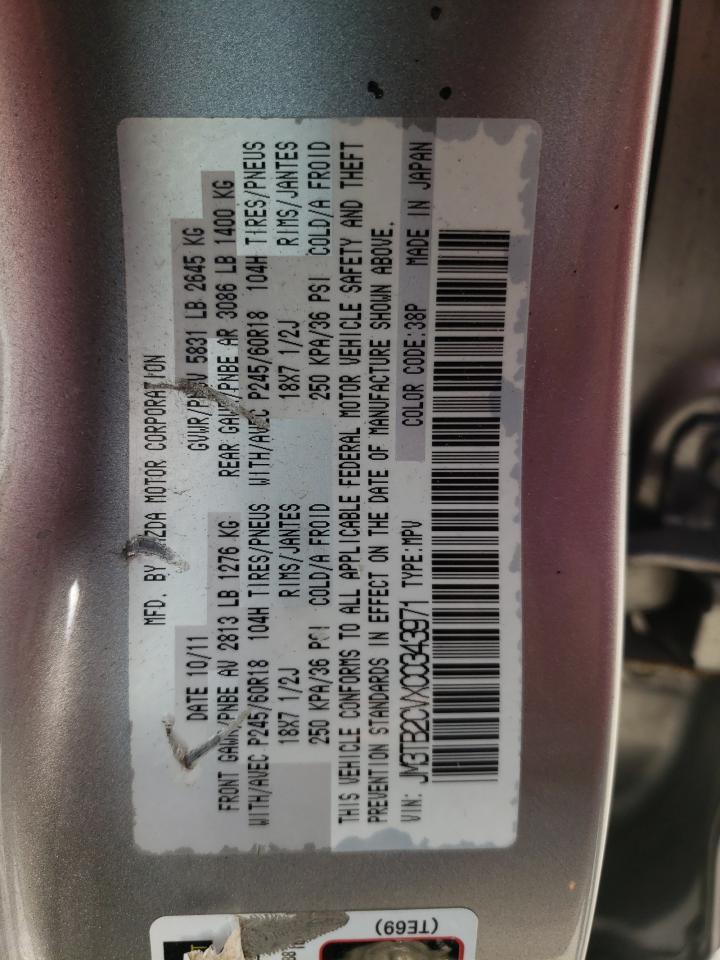 MFD. BY MAZDA MOTOR CORPORATION
DATE 10/11 GVWR/PNBV 5831 LB 2645 KG
FRONT GAWR/PNBE AV 2813 LB 1276 KG REAR GAWR/PNBE AR 3086 LB 1400 KG
WITH/AVEC P245/60R18 104H TIRES/PNEUS WITH/AVEC P245/60R18 104H TIRES/PNEUS
18X7 1/2J RIMS/JANTES 18X7 1/2J RIMS/JANTES
250 KPA/36 PSI COLD/A FROID 250 KPA/36 PSI COLD/A FROID
THIS VEHICLE CONFORMS TO ALL APPLICABLE FEDERAL MOTOR VEHICLE SAFETY AND THEFT
PREVENTION STANDARDS IN EFFECT ON THE DATE OF MANUFACTURE SHOWN ABOVE.
VIN: JM3TB2CVXC0343971 TYPE:MPV COLOR CODE:38P MADE IN JAPAN
(TE69)